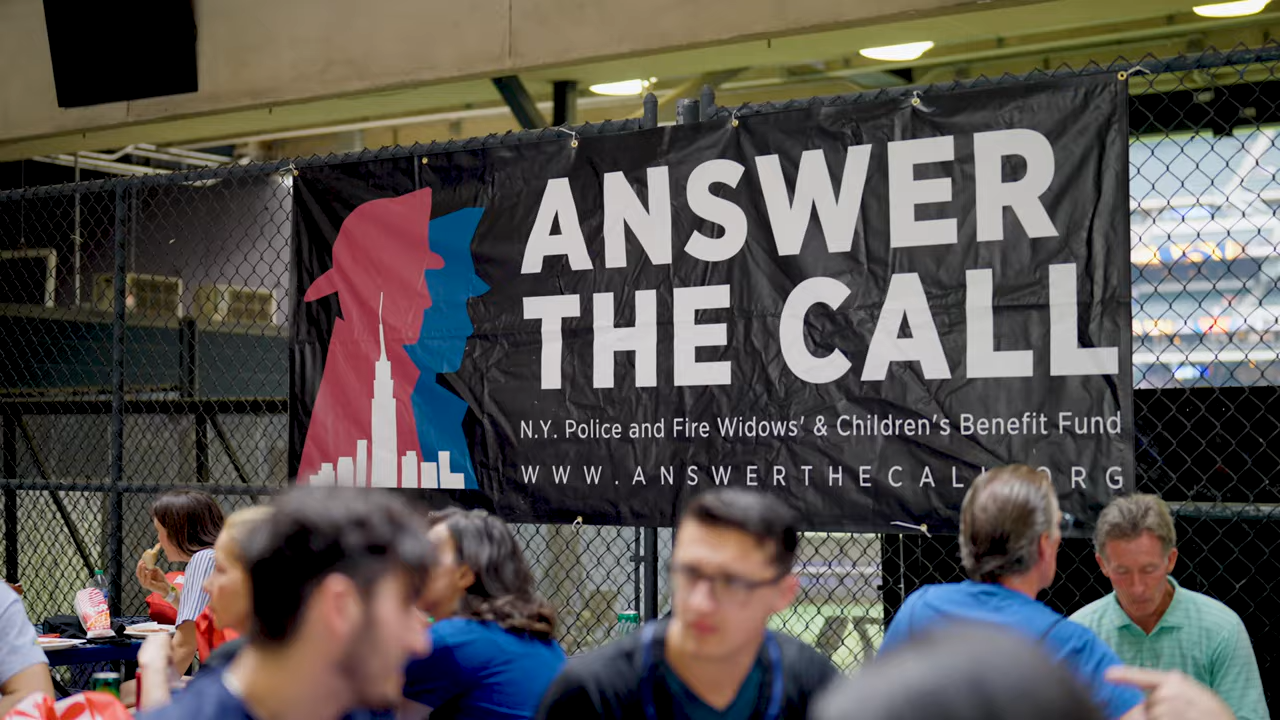 ANSWER
THE CALL
N.Y. Police and Fire Widows' & Children's Benefit Fund
WWW.ANSWERTHECALL.ORG